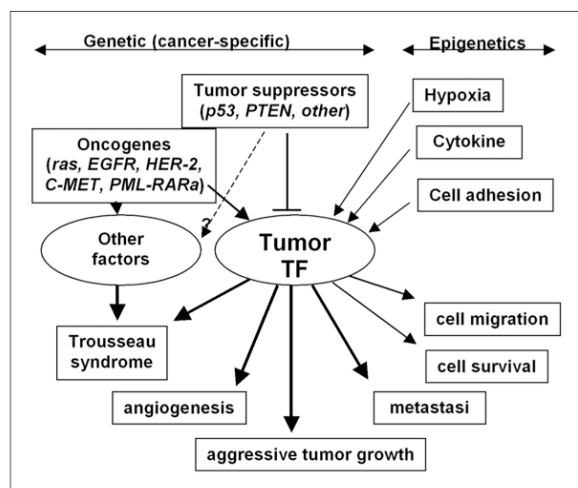 Genetic (cancer-specific)
Epigenetics
Tumor suppressors
(p53, PTEN, other)
Hypoxia
Oncogenes
(ras, EGFR, HER-2,
C-MET, PML-RARa)
Cytokine
Cell adhesion
?
Other
factors
Tumor
TF
cell migration
Trousseau
syndrome
cell survival
angiogenesis
metastasi
aggressive tumor growth